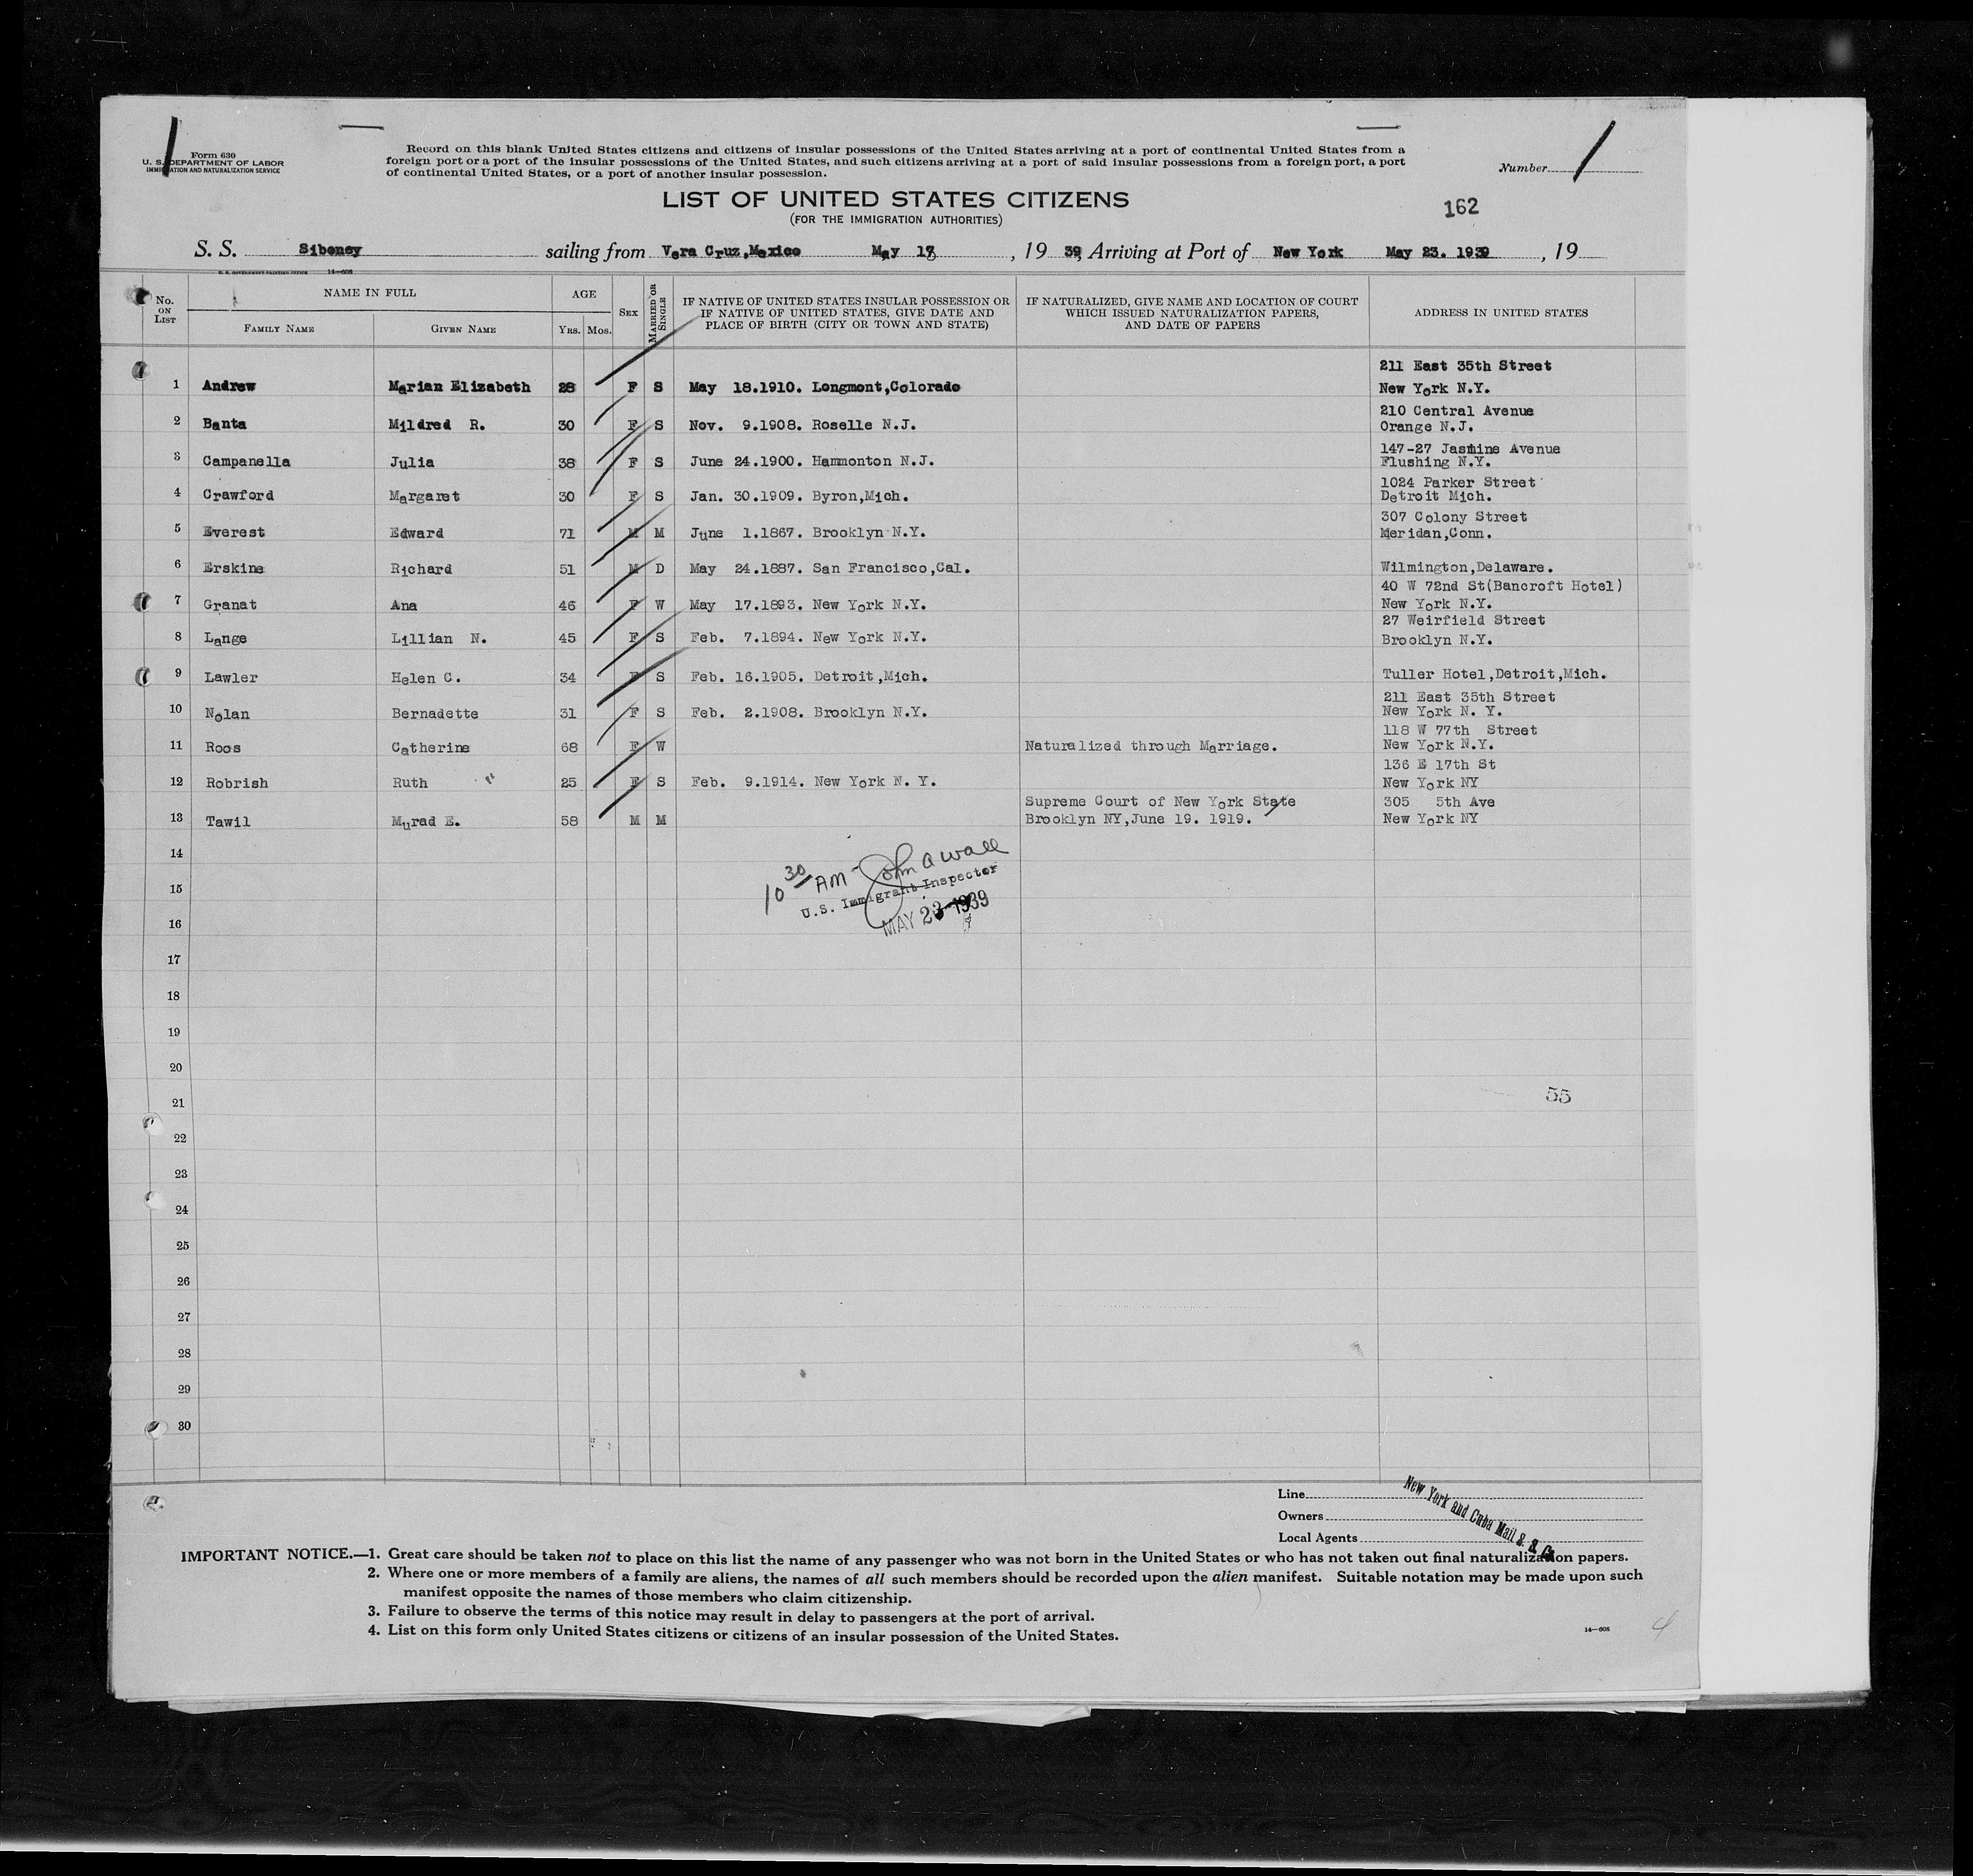 Form 630
U. S. DEPARTMENT OF LABOR
IMMIGRATION AND NATURALIZATION SERVICE
Record on this blank United States citizens and citizens of insular possessions of the United States arriving at a port of continental United States from a
foreign port or a port of the insular possessions of the United States, and such citizens arriving at a port of said insular possessions from a foreign port, a port
of continental United States, or a port of another insular possession.
Number 1
LIST OF UNITED STATES CITIZENS
(FOR THE IMMIGRATION AUTHORITIES)
162
S. S. Siboney sailing from Vera Cruz,Mexico May 18 , 19 39, Arriving at Port of New York May 23. 1939 , 19
U. S. GOVERNMENT PRINTING OFFICE 14—608
No. ON LIST
NAME IN FULL
FAMILY NAME GIVEN NAME
AGE
YRS. MOS.
SEX
MARRIED OR SINGLE
IF NATIVE OF UNITED STATES INSULAR POSSESSION OR
IF NATIVE OF UNITED STATES, GIVE DATE AND
PLACE OF BIRTH (CITY OR TOWN AND STATE)
IF NATURALIZED, GIVE NAME AND LOCATION OF COURT
WHICH ISSUED NATURALIZATION PAPERS,
AND DATE OF PAPERS
ADDRESS IN UNITED STATES
211 East 35th Street
1 Andrew Marian Elizabeth 28 F S May 18.1910. Longmont,Colorado New York N.Y.
210 Central Avenue
2 Banta Mildred R. 30 F S Nov. 9.1908. Roselle N.J. Orange N.J.
147-27 Jasmine Avenue
3 Campanella Julia 38 F S June 24.1900. Hammonton N.J. Flushing N.Y.
1024 Parker Street
4 Crawford Margaret 30 F S Jan. 30.1909. Byron,Mich. Detroit Mich.
307 Colony Street
5 Everest Edward 71 M M June 1.1867. Brooklyn N.Y. Meridan,Conn.
6 Erskine Richard 51 M D May 24.1887. San Francisco,Cal. Wilmington,Delaware.
40 W 72nd St(Bancroft Hotel)
7 Granat Ana 46 F W May 17.1893. New York N.Y. New York N.Y.
27 Weirfield Street
8 Lange Lillian N. 45 F S Feb. 7.1894. New York N.Y. Brooklyn N.Y.
9 Lawler Helen C. 34 F S Feb. 16.1905. Detroit,Mich. Tuller Hotel,Detroit,Mich.
211 East 35th Street
10 Nolan Bernadette 31 F S Feb. 2.1908. Brooklyn N.Y. New York N. Y.
118 W 77th Street
11 Roos Catherine 68 F W Naturalized through Marriage. New York N.Y.
136 E 17th St
12 Robrish Ruth 25 F S Feb. 9.1914. New York N. Y. New York NY
Supreme Court of New York State 305 5th Ave
13 Tawil Murad E. 58 M M Brooklyn NY,June 19. 1919. New York NY
14
10 30 AM John A Wall
15
U.S. Immigrant Inspector
MAY 23 1939
16
17
18
19
20
55
21
22
23
24
25
26
27
28
29
30
Line
Owners
Local Agents
New York and Cuba Mail S. S. Co
IMPORTANT NOTICE.—1. Great care should be taken not to place on this list the name of any passenger who was not born in the United States or who has not taken out final naturalization papers.
2. Where one or more members of a family are aliens, the names of all such members should be recorded upon the alien manifest. Suitable notation may be made upon such
manifest opposite the names of those members who claim citizenship.
3. Failure to observe the terms of this notice may result in delay to passengers at the port of arrival.
4. List on this form only United States citizens or citizens of an insular possession of the United States.
14—608
4